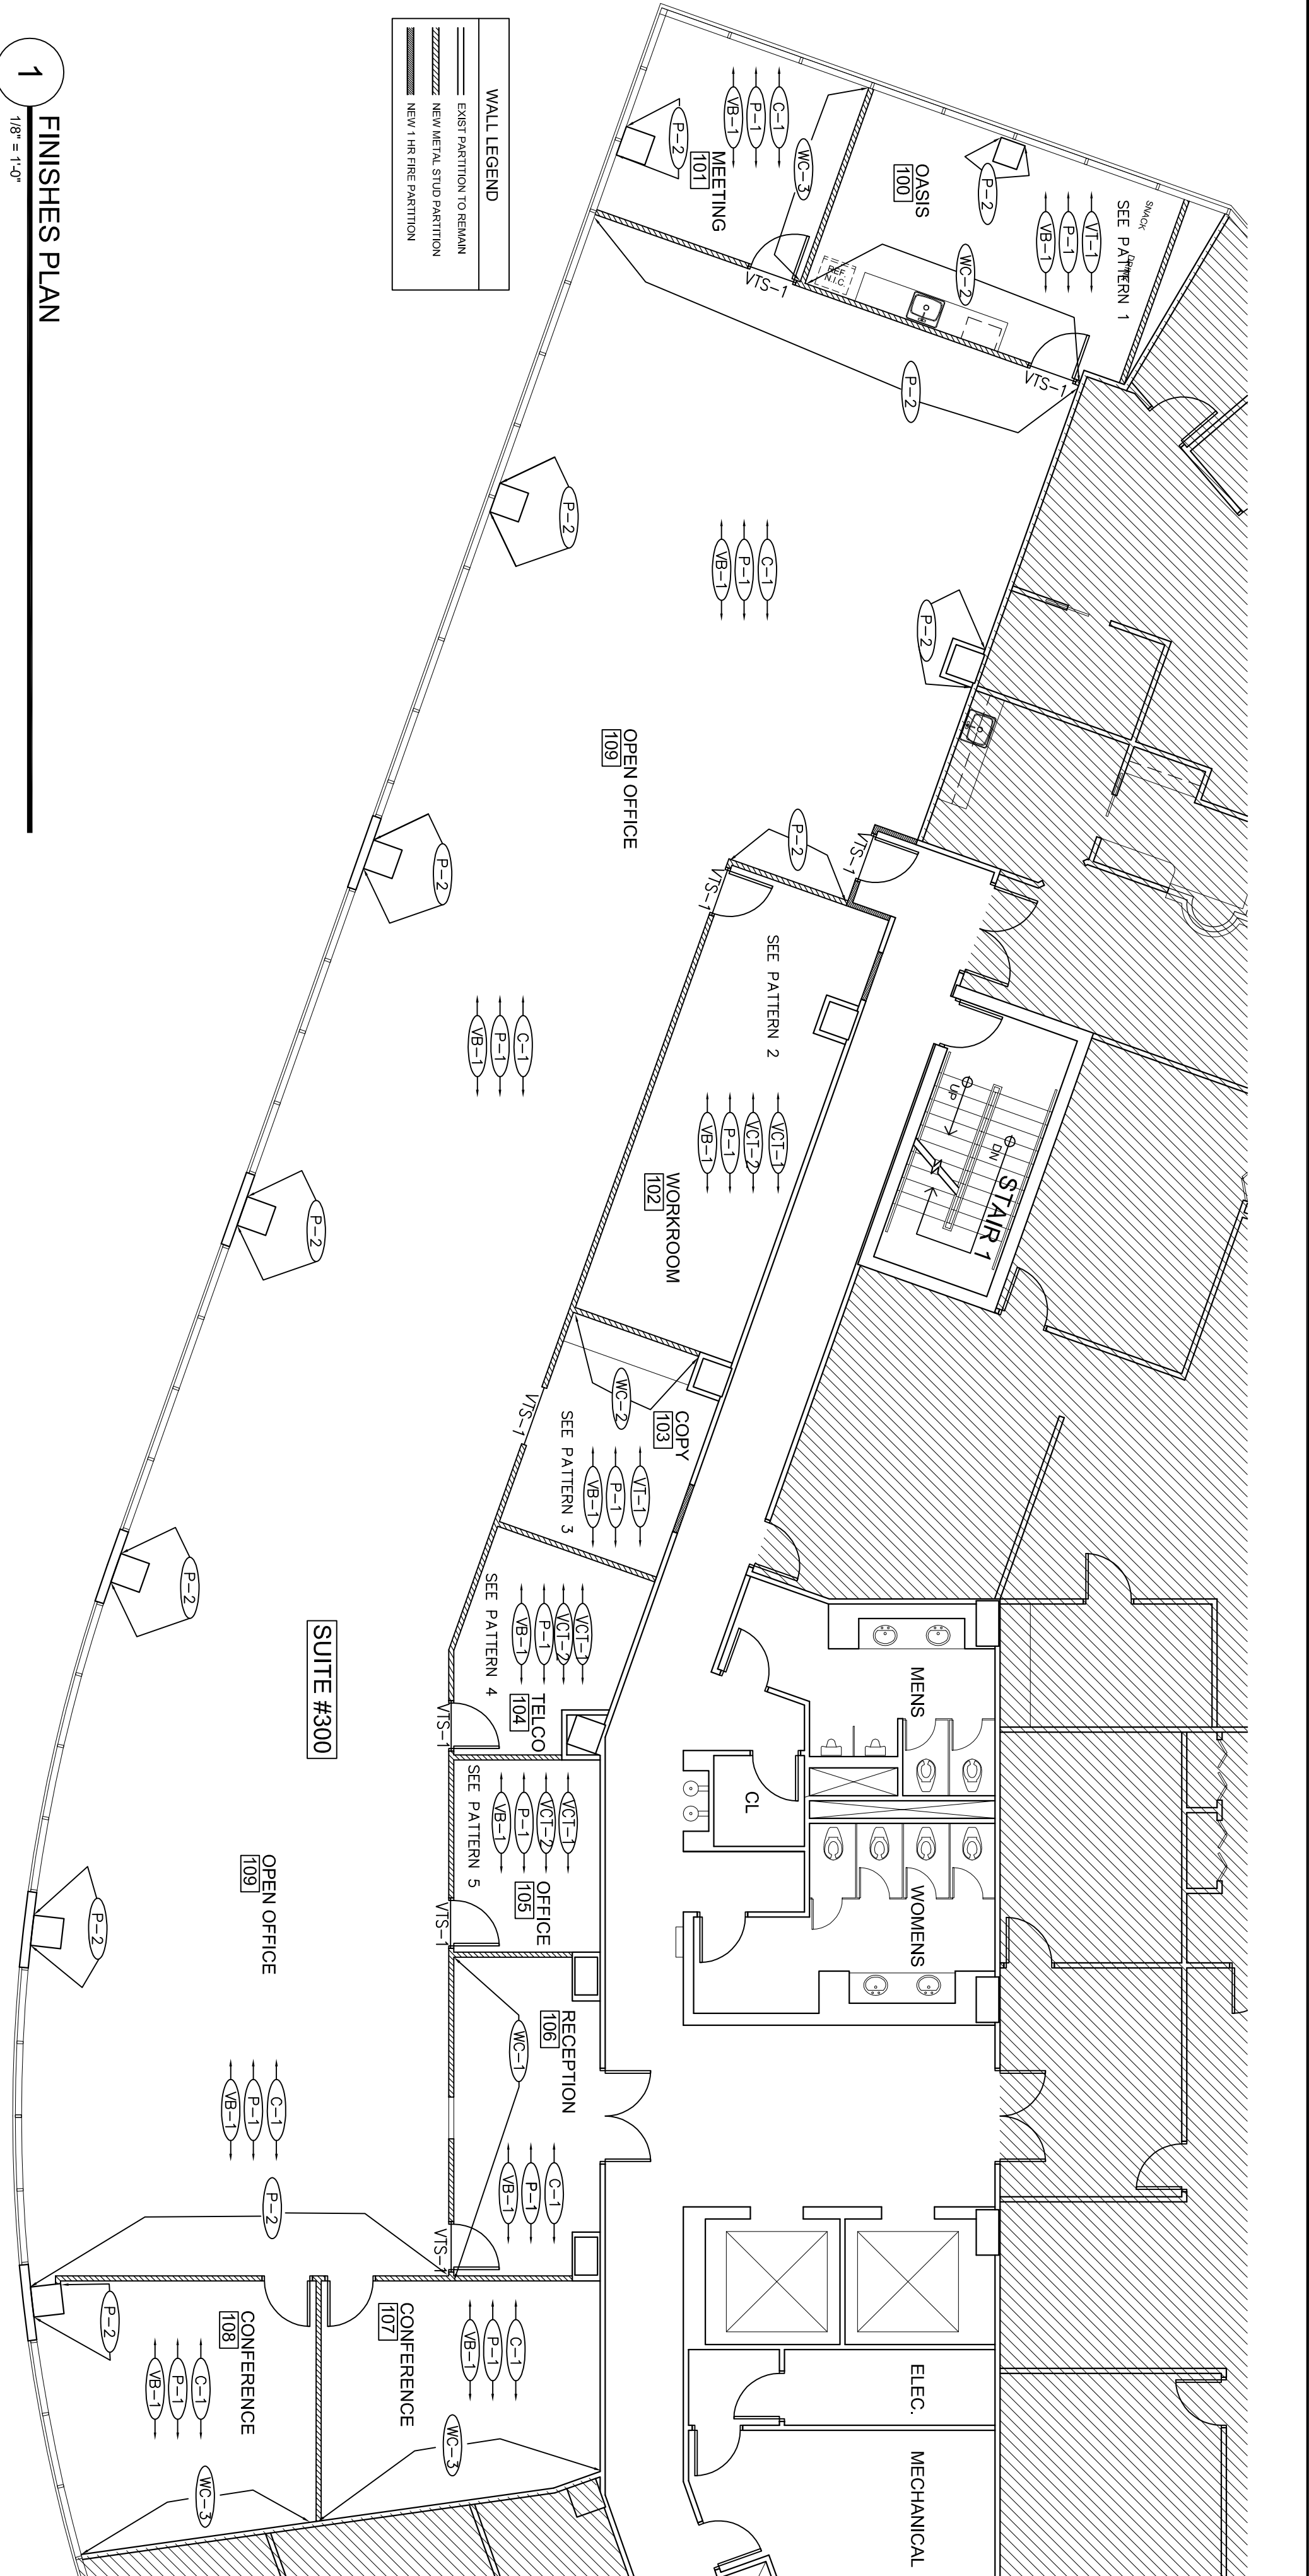 WALL LEGEND
EXIST PARTITION TO REMAIN
NEW METAL STUD PARTITION
NEW 1 HR FIRE PARTITION
1
FINISHES PLAN
1/8" = 1'-0"
SNACK
SEE PATTERN 1
VT-1
P-1
VB-1
OASIS
100
P-2
WC-2
REF.
N.I.C.
VTS-1
C-1
P-1
VB-1
WC-3
MEETING
101
P-2
VTS-1
P-2
P-2
C-1
P-1
VB-1
P-2
OPEN OFFICE
109
P-2
VTS-1
VTS-1
P-2
SEE PATTERN 2
VCT-1
VCT-2
P-1
VB-1
WORKROOM
102
C-1
P-1
VB-1
UP
DN
STAIR 1
P-2
WC-2
COPY
103
VTS-1
SEE PATTERN 3
VT-1
P-1
VB-1
P-2
SEE PATTERN 4
VCT-1
VCT-2
P-1
VB-1
TELCO
104
VTS-1
SUITE #300
MENS
CL
WOMENS
SEE PATTERN 5
VCT-1
VCT-2
P-1
VB-1
OFFICE
105
VTS-1
OPEN OFFICE
109
P-2
RECEPTION
106
WC-1
C-1
P-1
VB-1
VTS-1
C-1
P-1
VB-1
P-2
P-2
CONFERENCE
107
C-1
P-1
VB-1
WC-3
CONFERENCE
108
C-1
P-1
VB-1
WC-3
ELEC.
MECHANICAL